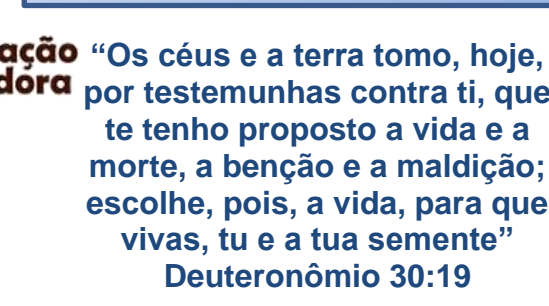 ação
dora
“Os céus e a terra tomo, hoje,
por testemunhas contra ti, que
te tenho proposto a vida e a
morte, a benção e a maldição;
escolhe, pois, a vida, para que
vivas, tu e a tua semente”
Deuteronômio 30:19